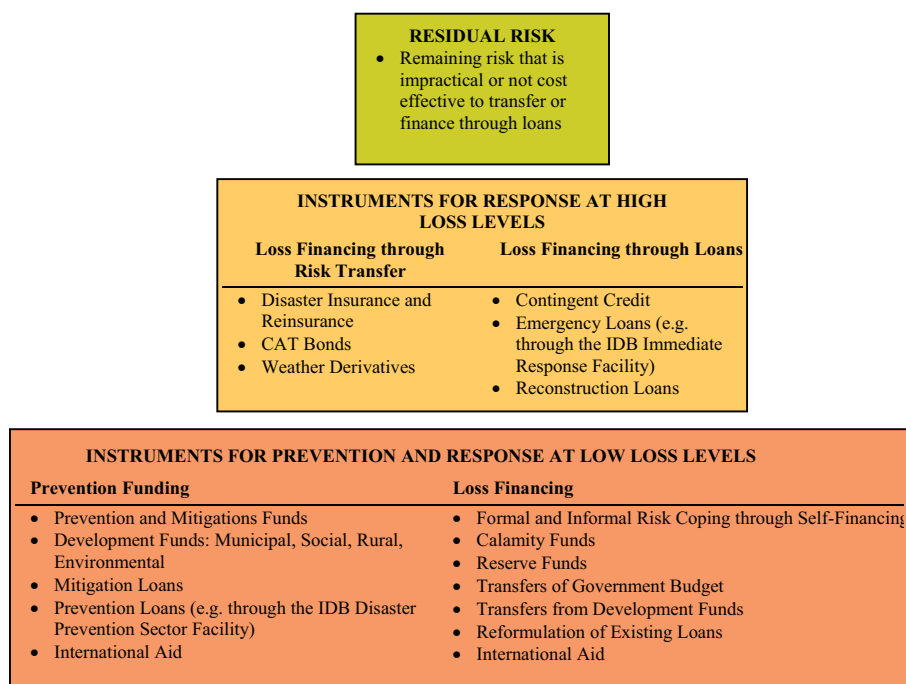 RESIDUAL RISK
• Remaining risk that is
impractical or not cost
effective to transfer or
finance through loans
INSTRUMENTS FOR RESPONSE AT HIGH
LOSS LEVELS
Loss Financing through
Risk Transfer
• Disaster Insurance and
Reinsurance
• CAT Bonds
• Weather Derivatives
Loss Financing through Loans
• Contingent Credit
• Emergency Loans (e.g.
through the IDB Immediate
Response Facility)
• Reconstruction Loans
INSTRUMENTS FOR PREVENTION AND RESPONSE AT LOW LOSS LEVELS
Prevention Funding
• Prevention and Mitigations Funds
• Development Funds: Municipal, Social, Rural,
Environmental
• Mitigation Loans
• Prevention Loans (e.g. through the IDB Disaster
Prevention Sector Facility)
• International Aid
Loss Financing
• Formal and Informal Risk Coping through Self-Financing
• Calamity Funds
• Reserve Funds
• Transfers of Government Budget
• Transfers from Development Funds
• Reformulation of Existing Loans
• International Aid